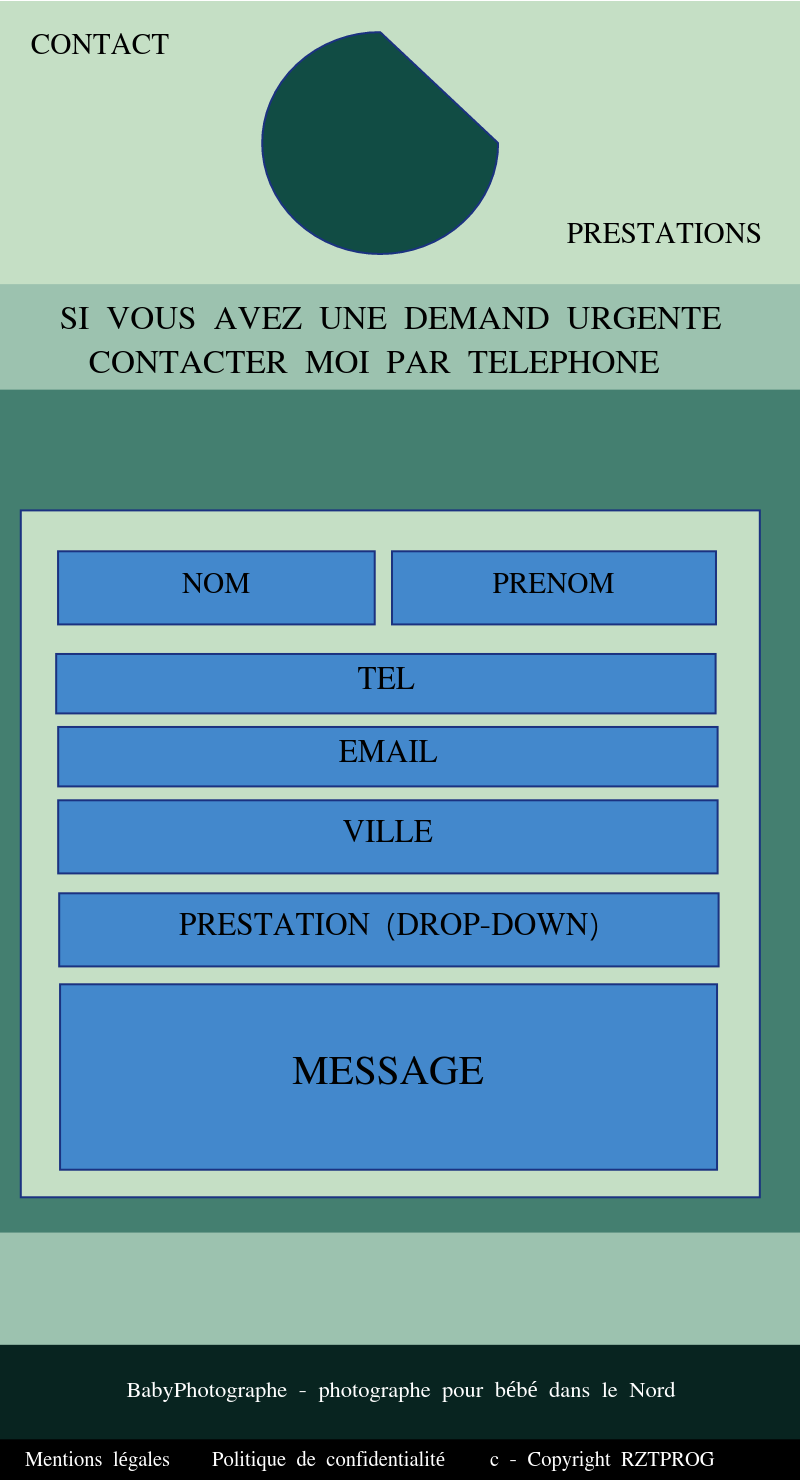 CONTACT
PRESTATIONS
SI VOUS AVEZ UNE DEMAND URGENTE
CONTACTER MOI PAR TELEPHONE
NOM
PRENOM
TEL
EMAIL
VILLE
PRESTATION (DROP-DOWN)
MESSAGE
BabyPhotographe - photographe pour bébé dans le Nord
Mentions légales Politique de confidentialité c - Copyright RZTPROG